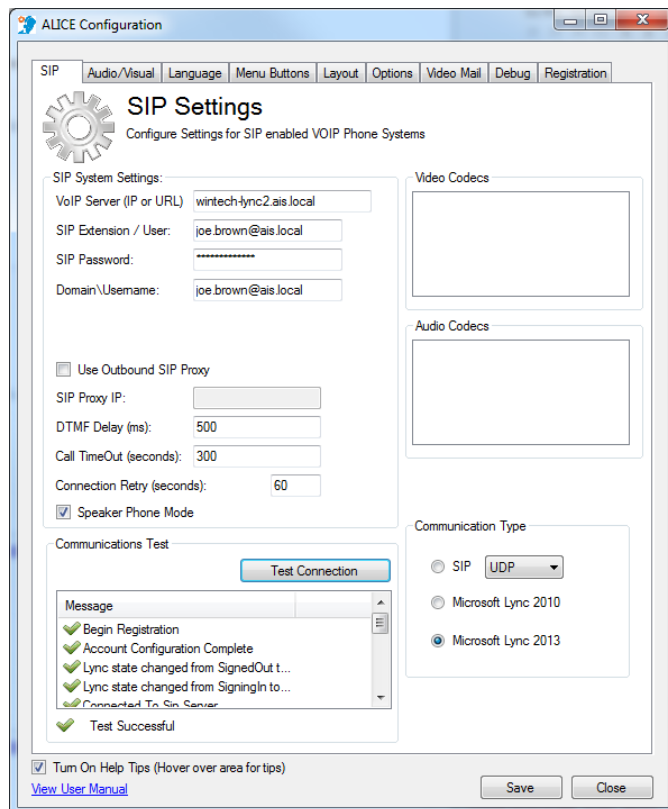 ALICE Configuration
SIP Audio/Visual Language Menu Buttons Layout Options Video Mail Debug Registration
SIP Settings
Configure Settings for SIP enabled VOIP Phone Systems
SIP System Settings:
VoIP Server (IP or URL) wintech-lync2.ais.local
SIP Extension / User: joe.brown@ais.local
SIP Password: *************
Domain\Username: joe.brown@ais.local
Use Outbound SIP Proxy
SIP Proxy IP:
DTMF Delay (ms): 500
Call TimeOut (seconds): 300
Connection Retry (seconds): 60
Speaker Phone Mode
Video Codecs
Audio Codecs
Communications Test
Test Connection
Message
Begin Registration
Account Configuration Complete
Lync state changed from SignedOut t...
Lync state changed from SigningIn to...
Connected To Sip Server
Test Successful
Communication Type
SIP UDP
Microsoft Lync 2010
Microsoft Lync 2013
Turn On Help Tips (Hover over area for tips)
View User Manual
Save Close